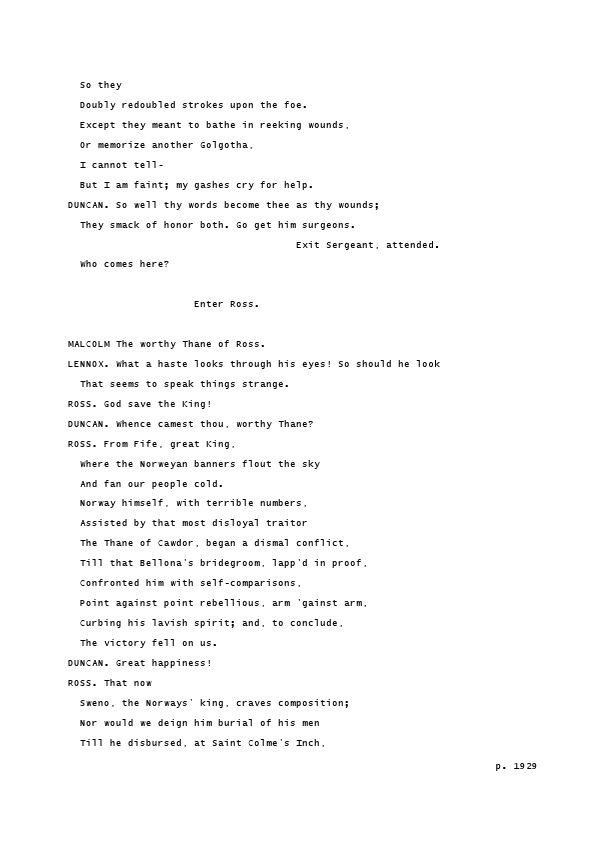 So they
Doubly redoubled strokes upon the foe.
Except they meant to bathe in reeking wounds,
Or memorize another Golgotha,
I cannot tell-
But I am faint; my gashes cry for help.
DUNCAN. So well thy words become thee as thy wounds;
They smack of honor both. Go get him surgeons.
Exit Sergeant, attended.
Who comes here?
Enter Ross.
MALCOLM The worthy Thane of Ross.
LENNOX. What a haste looks through his eyes! So should he look
That seems to speak things strange.
ROSS. God save the King!
DUNCAN. Whence camest thou, worthy Thane?
ROSS. From Fife, great King,
Where the Norweyan banners flout the sky
And fan our people cold.
Norway himself, with terrible numbers,
Assisted by that most disloyal traitor
The Thane of Cawdor, began a dismal conflict,
Till that Bellona's bridegroom, lapp'd in proof,
Confronted him with self-comparisons,
Point against point rebellious, arm 'gainst arm,
Curbing his lavish spirit; and, to conclude,
The victory fell on us.
DUNCAN. Great happiness!
ROSS. That now
Sweno, the Norways' king, craves composition;
Nor would we deign him burial of his men
Till he disbursed, at Saint Colme's Inch,
p. 1929